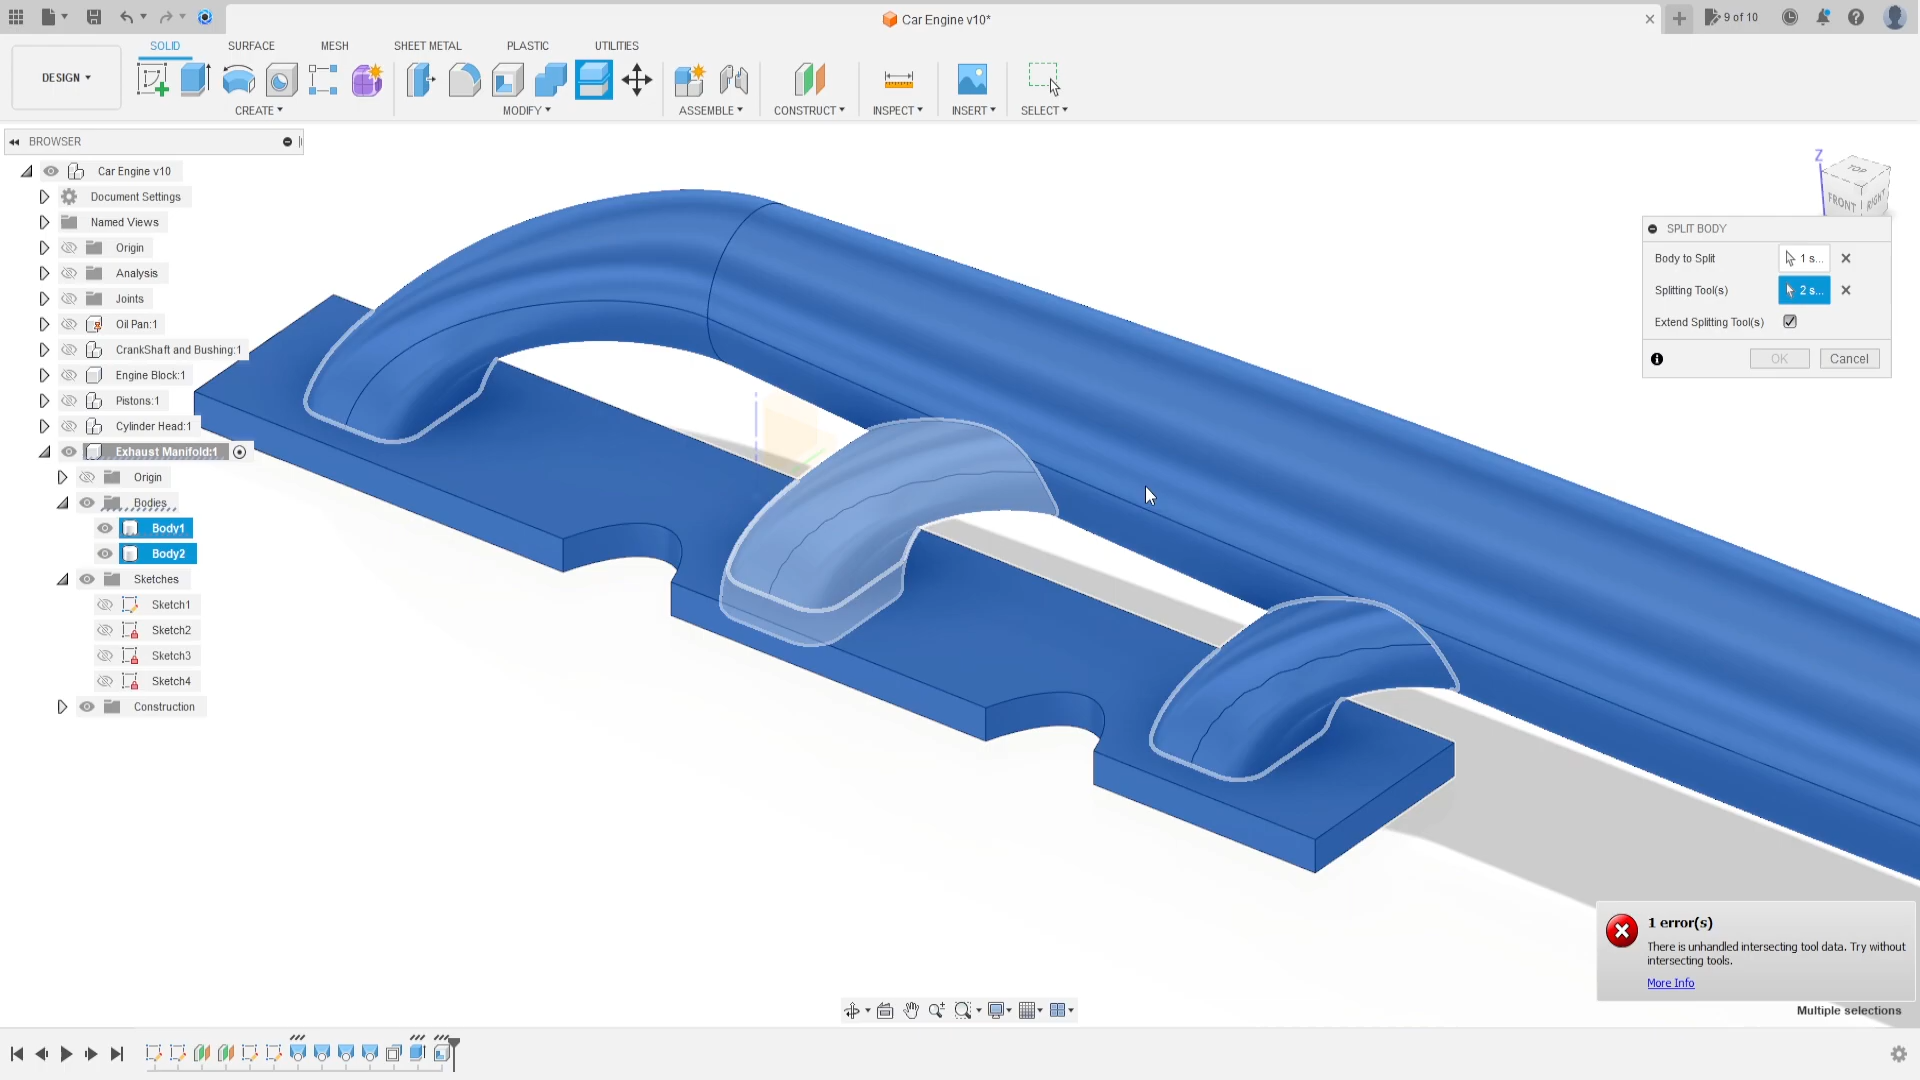 Car Engine v10*
9 of 10
DESIGN
SOLID
SURFACE
MESH
SHEET METAL
PLASTIC
UTILITIES
CREATE
MODIFY
ASSEMBLE
CONSTRUCT
INSPECT
INSERT
SELECT
BROWSER
Car Engine v10
Document Settings
Named Views
Origin
Analysis
Joints
Oil Pan:1
CrankShaft and Bushing:1
Engine Block:1
Pistons:1
Cylinder Head:1
Exhaust Manifold:1
Origin
Bodies
Body1
Body2
Sketches
Sketch1
Sketch2
Sketch3
Sketch4
Construction
Z
TOP
FRONT
RIGHT
SPLIT BODY
Body to Split
1 s...
Splitting Tool(s)
2 s...
Extend Splitting Tool(s)
OK
Cancel
1 error(s)
There is unhandled intersecting tool data. Try without
intersecting tools.
More Info
Multiple selections